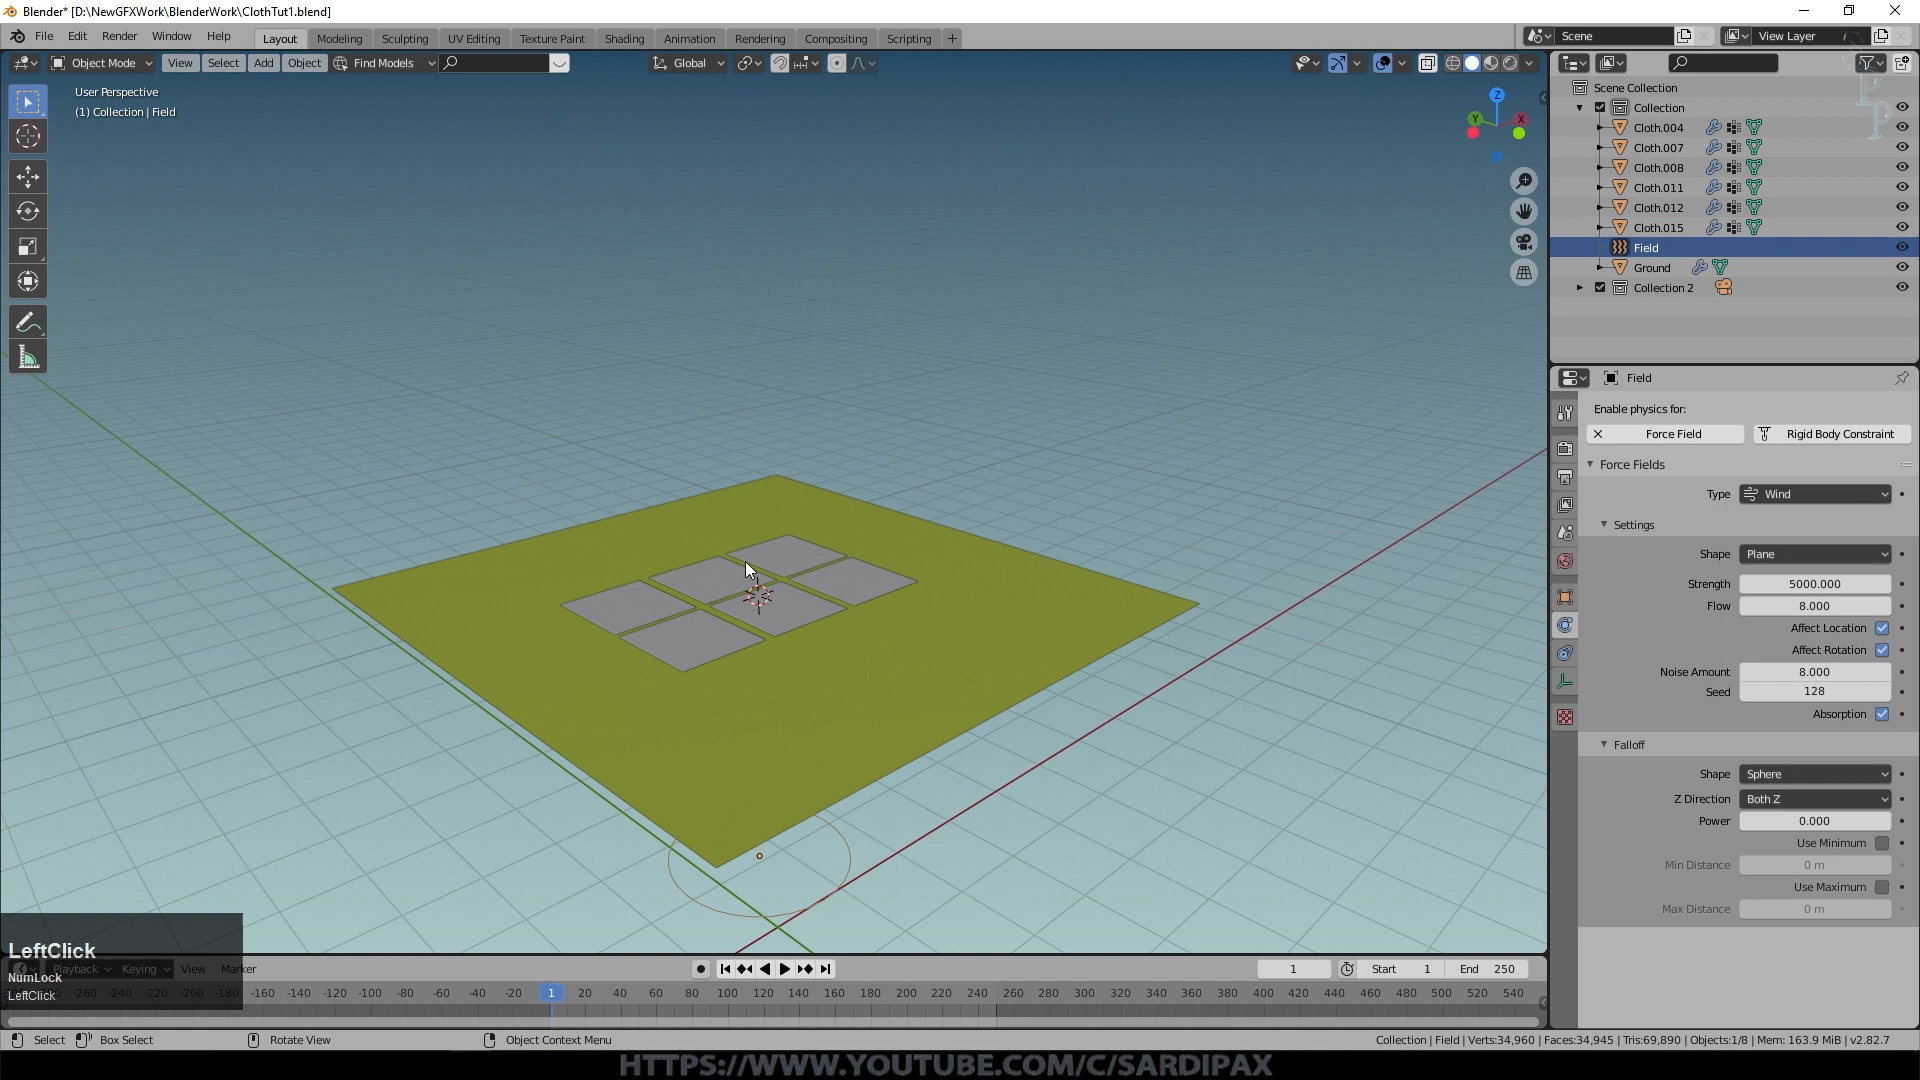 Blender* [D:\NewGFXWork\BlenderWork\ClothTut1.blend]
File Edit Render Window Help
Layout Modeling Sculpting UV Editing Texture Paint Shading Animation Rendering Compositing Scripting +
Scene View Layer
Object Mode View Select Add Object Find Models Global
User Perspective
(1) Collection | Field
Z
Y X
Scene Collection
Collection
Cloth.004
Cloth.007
Cloth.008
Cloth.011
Cloth.012
Cloth.015
Field
Ground
Collection 2
P
P
Field
Enable physics for:
Force Field Rigid Body Constraint
Force Fields
Type Wind
Settings
Shape Plane
Strength 5000.000
Flow 8.000
Affect Location
Affect Rotation
Noise Amount 8.000
Seed 128
Absorption
Falloff
Shape Sphere
Z Direction Both Z
Power 0.000
Use Minimum
Min Distance 0 m
Use Maximum
Max Distance 0 m
LeftClick
NumLock
LeftClick
Playback Keying View Marker
1 Start 1 End 250
-260 -240 -220 -200 -180 -160 -140 -120 -100 -80 -60 -40 -20 1 20 40 60 80 100 120 140 160 180 200 220 240 260 280 300 320 340 360 380 400 420 440 460 480 500 520 540
Select Box Select Rotate View Object Context Menu
Collection | Field | Verts:34,960 | Faces:34,945 | Tris:69,890 | Objects:1/8 | Mem: 163.9 MiB | v2.82.7
HTTPS://WWW.YOUTUBE.COM/C/SARDIPAX